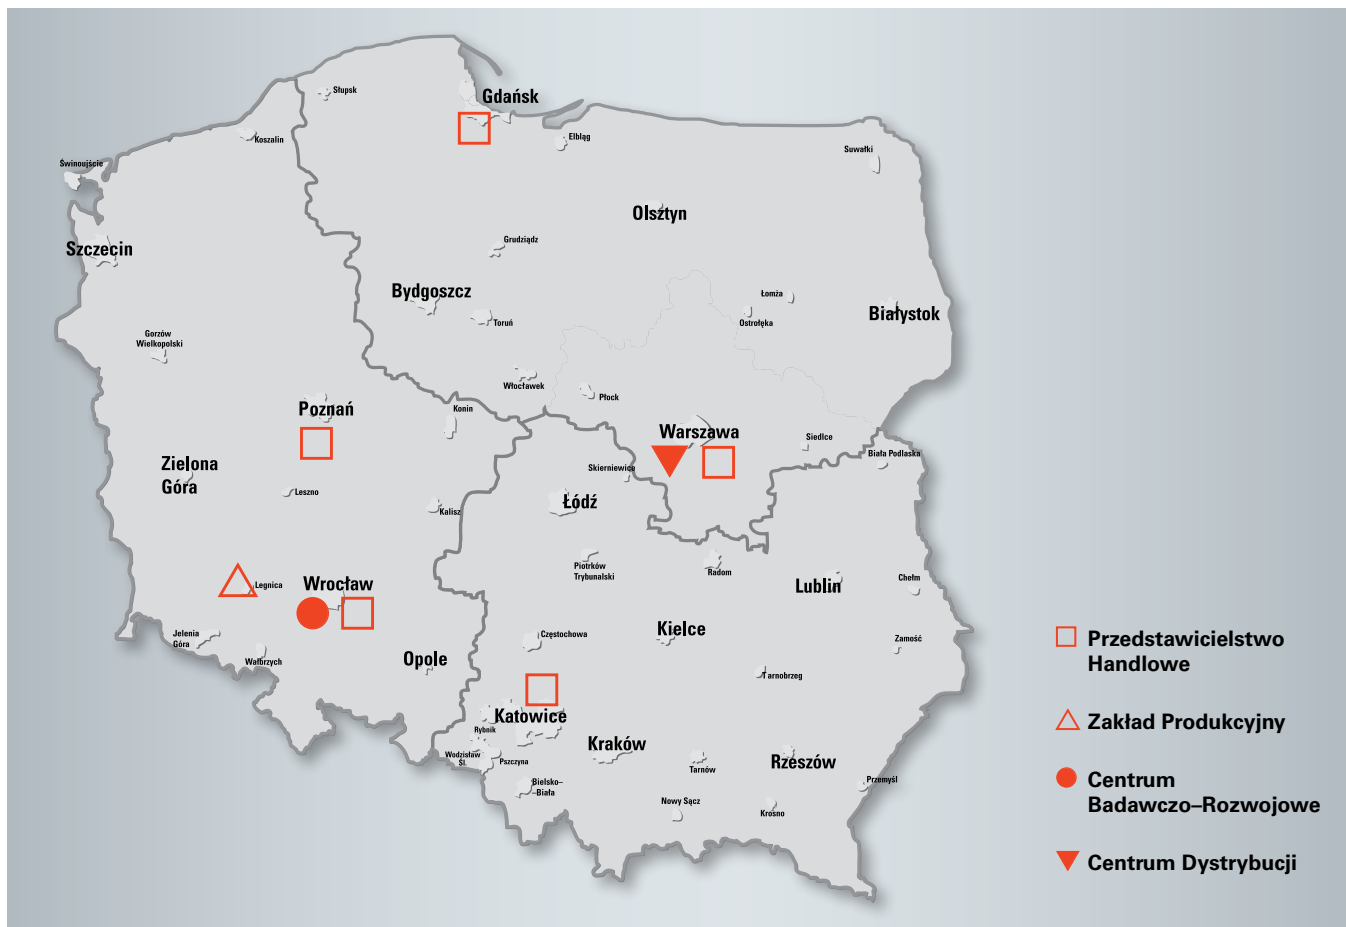 Słupsk
Gdańsk
Koszalin
Elbląg
Suwałki
Świnoujście
Olsztyn
Grudziądz
Szczecin
Bydgoszcz
Łomża
Białystok
Toruń
Ostrołęka
Gorzów
Wielkopolski
Włocławek
Płock
Poznań
Konin
Warszawa
Siedlce
Biała Podlaska
Zielona
Góra
Skierniewice
Leszno
Łódź
Kalisz
Piotrków
Trybunalski
Radom
Legnica
Wrocław
Lublin
Chełm
Jelenia
Góra
Częstochowa
Kielce
Zamość
Wałbrzych
Opole
Tarnobrzeg
Katowice
Rybnik
Kraków
Wodzisław
Śl.
Pszczyna
Tarnów
Rzeszów
Bielsko–
–Biała
Przemyśl
Nowy Sącz
Krosno
Przedstawicielstwo
Handlowe
Zakład Produkcyjny
Centrum
Badawczo–Rozwojowe
Centrum Dystrybucji